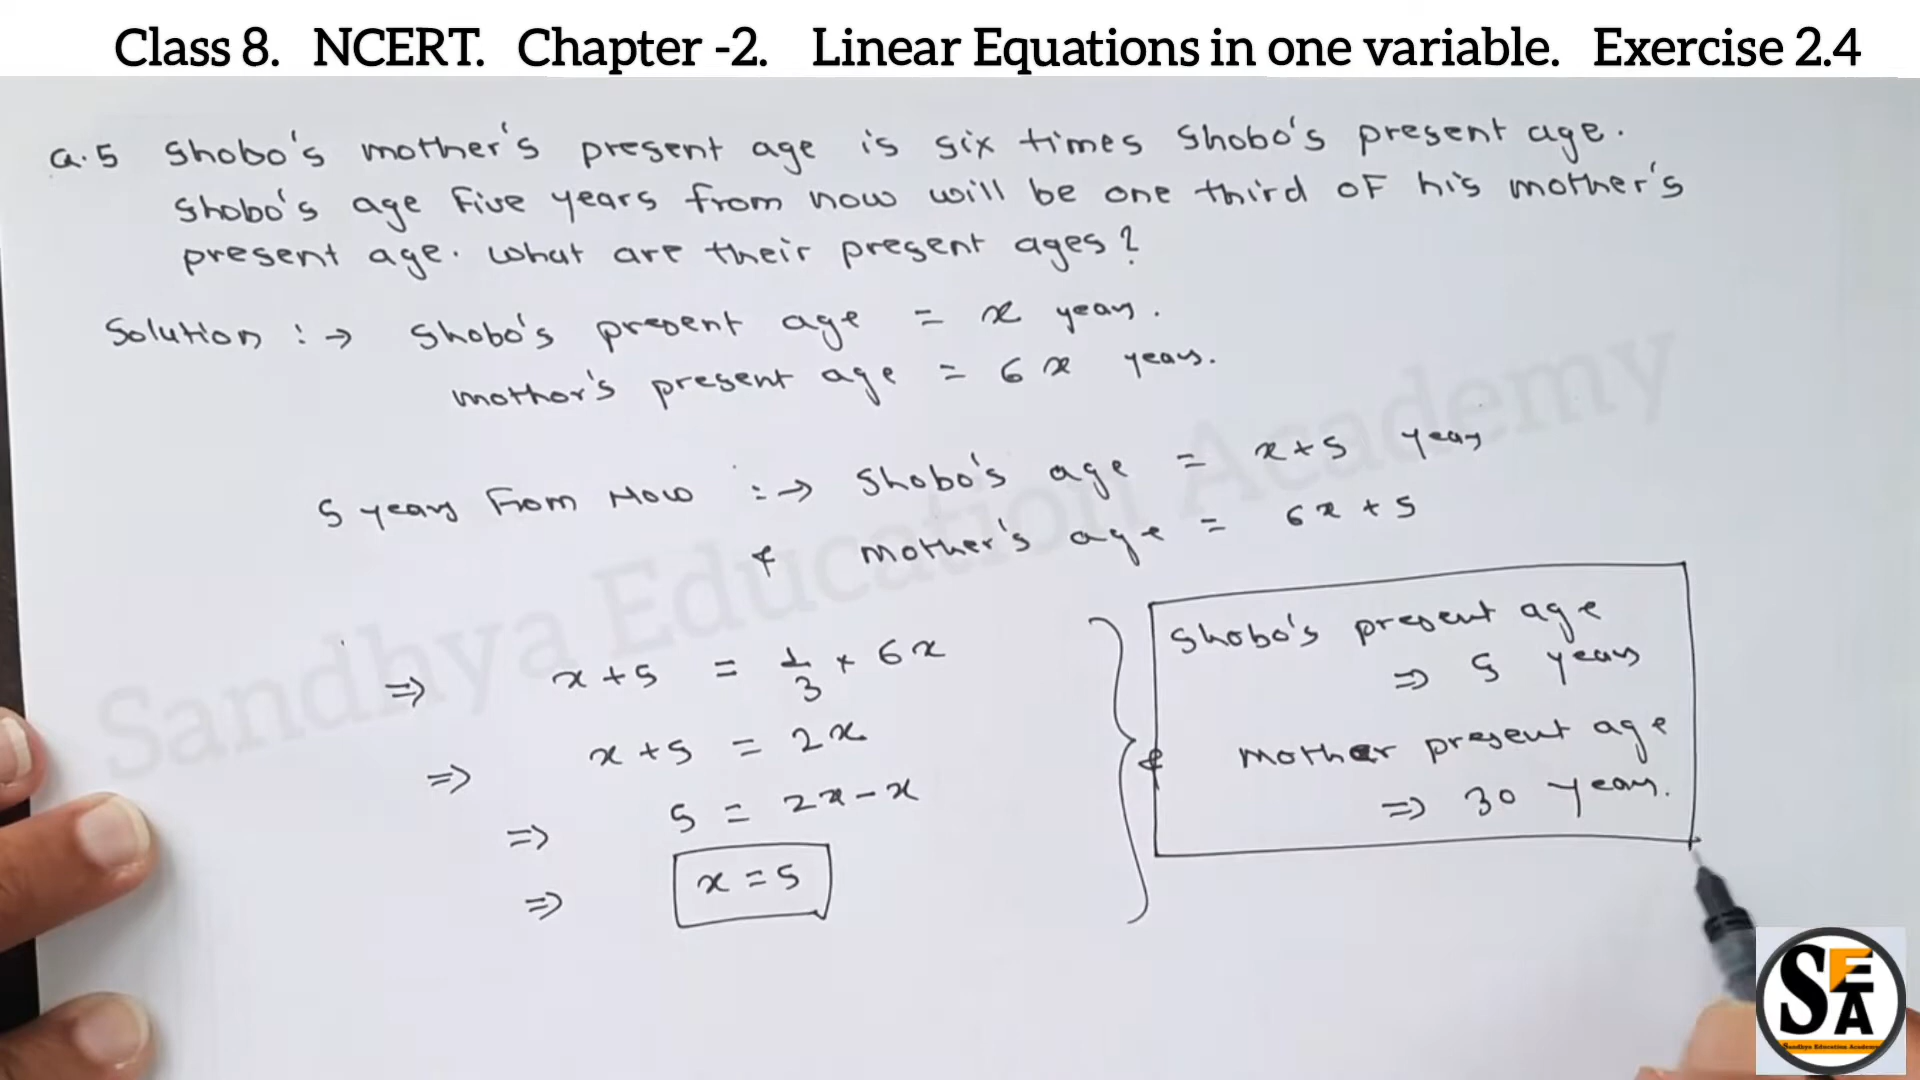 Class 8. NCERT. Chapter -2. Linear Equations in one variable. Exercise 2.4
Q.5 Shobo's mother's present age is six times Shobo's present age.
Shobo's age five years from now will be one third of his mother's
present age. What are their present ages?
Solution :→ Shobo's present age = x years.
mothor's present age = 6x years.
5 years From Now :→ Shobo's age = x+5 years
& mother's age = 6x+5
⇒ x+5 = 1/3 × 6x
⇒ x+5 = 2x
⇒ 5 = 2x-x
⇒ x = 5
Shobo's present age
⇒ 5 years
& mother present age
⇒ 30 years.
Sandhya Education Academy
SEA
Sandhya Education Academy